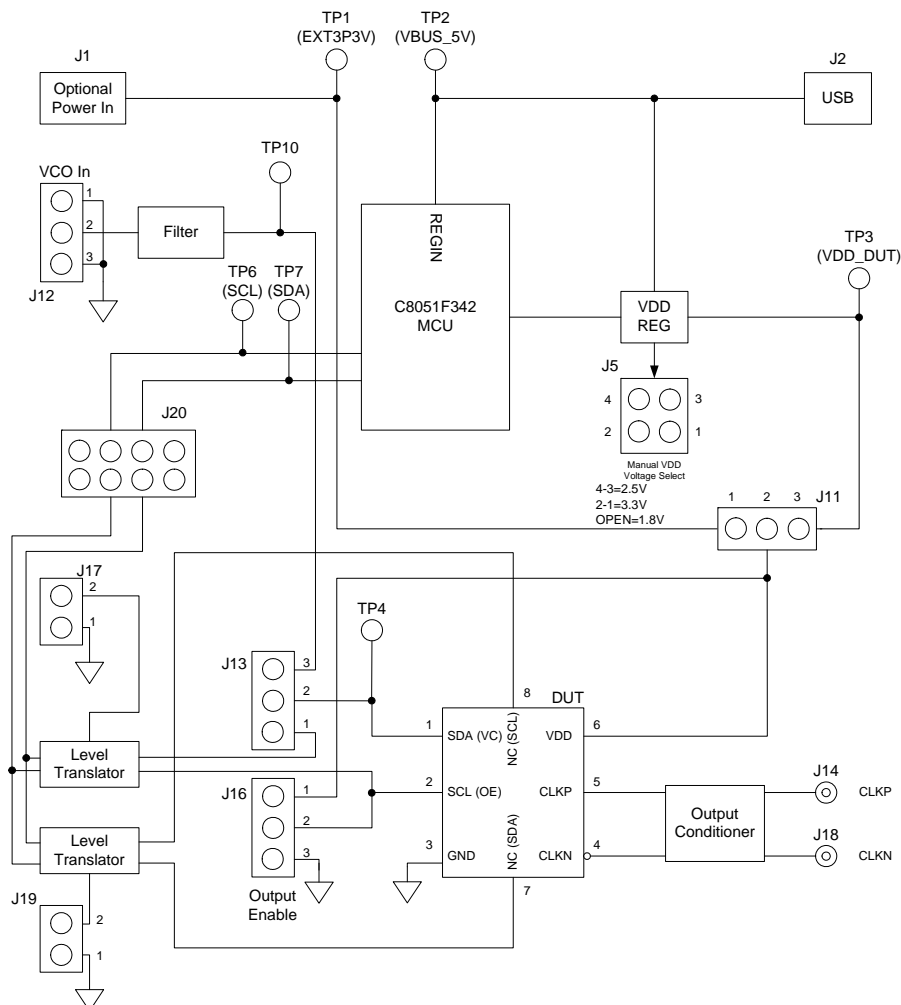 TP1
(EXT3P3V)
TP2
(VBUS_5V)
J1
Optional
Power In
J2
USB
VCO In
1
2
3
J12
Filter
TP10
TP6
(SCL)
TP7
(SDA)
REGIN
C8051F342
MCU
VDD
REG
TP3
(VDD_DUT)
J5
4
3
2
1
Manual VDD
Voltage Select
4-3=2.5V
2-1=3.3V
OPEN=1.8V
J20
1
2
3
J11
J17
2
1
TP4
J13
3
2
1
DUT
8
1
SDA (VC)
NC (SCL)
VDD
6
Level
Translator
J16
1
2
3
Output
Enable
2
SCL (OE)
CLKP
5
3
GND
NC (SDA)
CLKN
4
7
Output
Conditioner
J14
CLKP
J18
CLKN
Level
Translator
J19
2
1